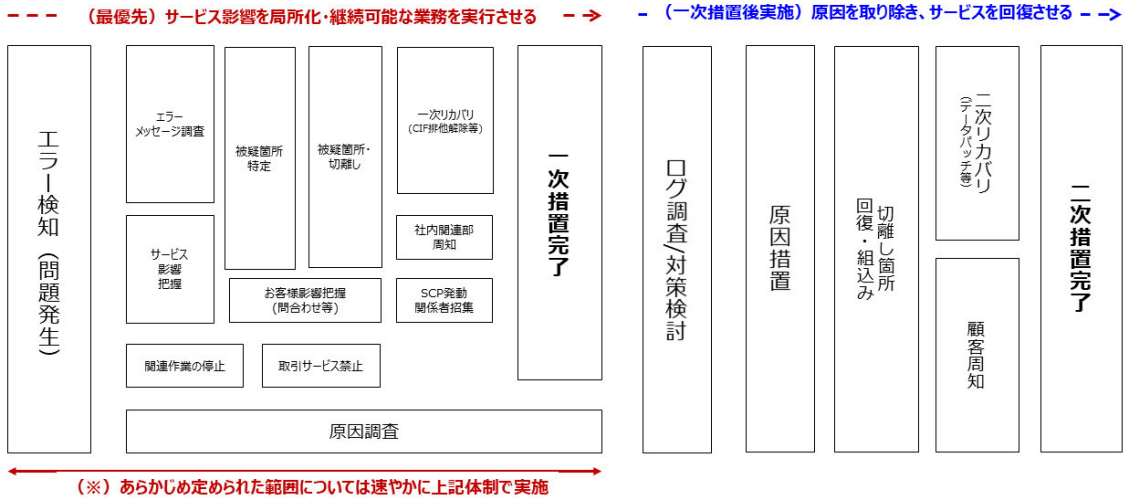 （最優先）サービス影響を局所化・継続可能な業務を実行させる
（一次措置後実施）原因を取り除き、サービスを回復させる
エラー検知（問題発生）
エラー
メッセージ調査
サービス
影響
把握
被疑箇所
特定
被疑箇所・
切離し
お客様影響把握
(問合わせ等)
一次リカバリ
(CIF排他解除等)
社内関連部
周知
SCP発動
関係者招集
関連作業の停止
取引サービス禁止
原因調査
一次措置完了
ログ調査/対策検討
原因措置
切離し箇所
回復・組込み
二次リカバリ
(データパッチ等)
顧客周知
二次措置完了
（※）あらかじめ定められた範囲については速やかに上記体制で実施